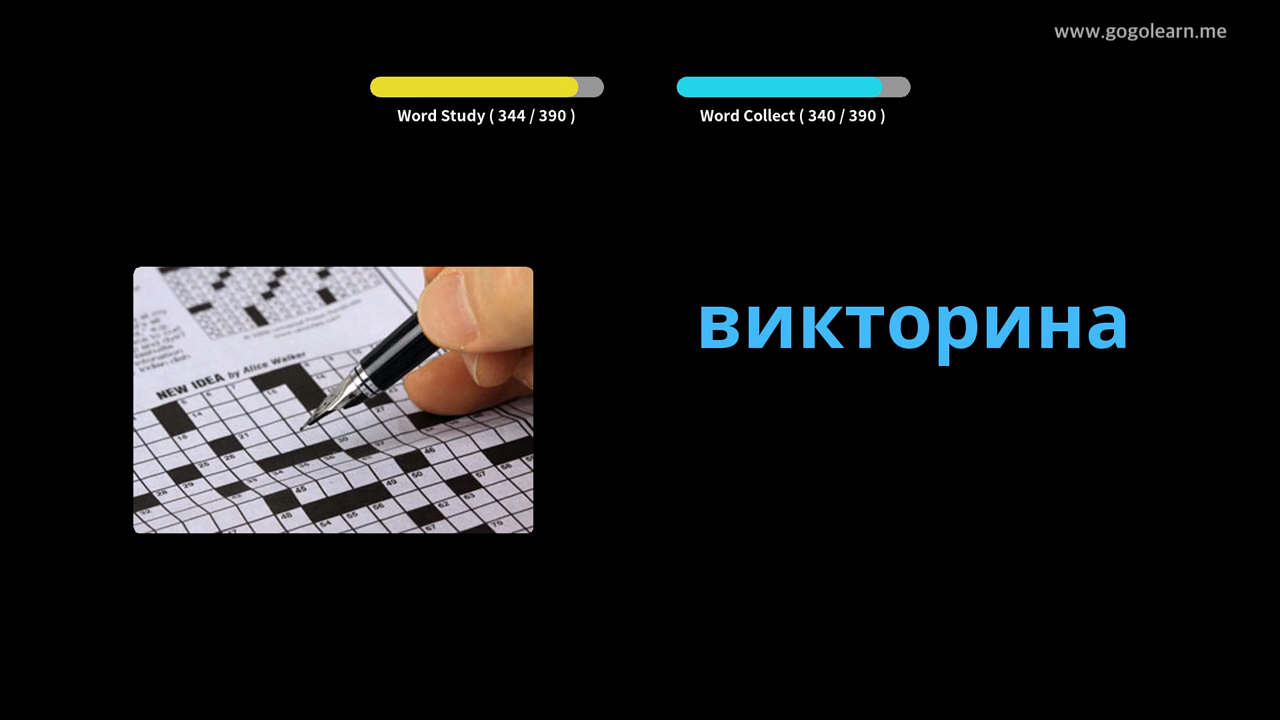 www.gogolearn.me
Word Study ( 344 / 390 )
Word Collect ( 340 / 390 )
викторина
NEW IDEA by Alice Walker